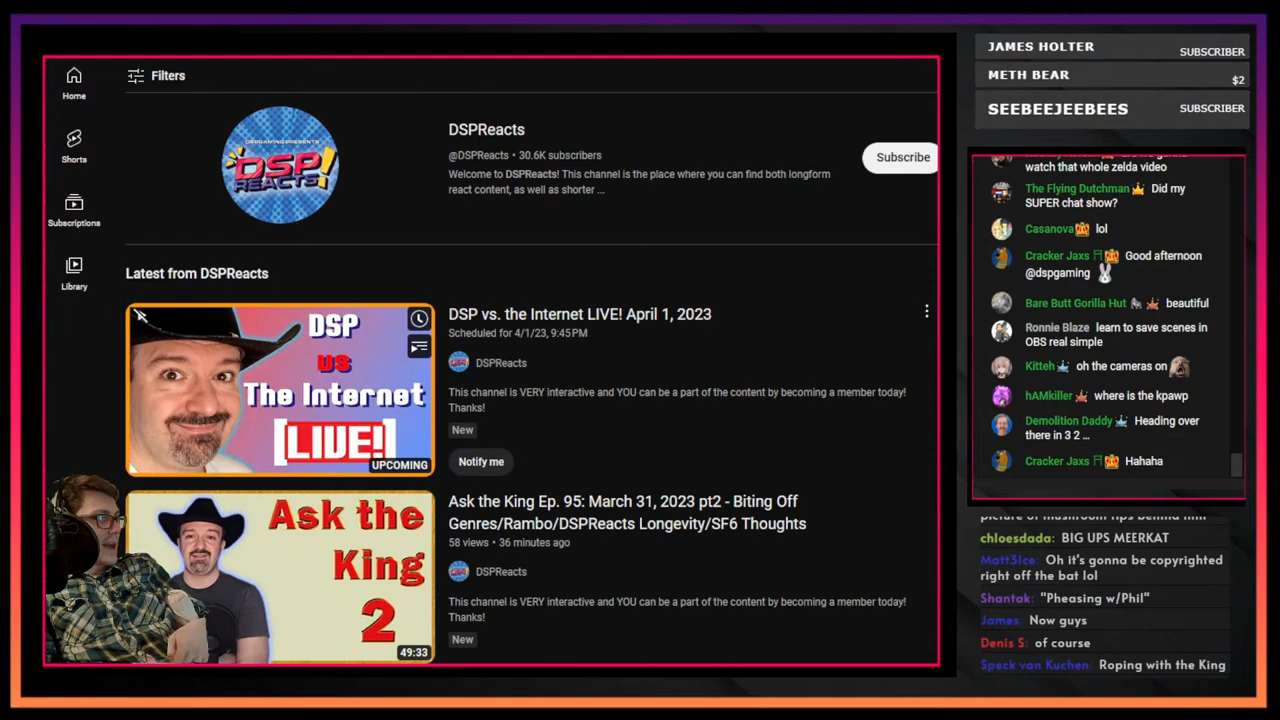 Home
Shorts
Subscriptions
Library
Filters
DSPGAMING PRESENTS
DSP
REACTS!
DSPReacts
@DSPReacts • 30.6K subscribers
Welcome to DSPReacts! This channel is the place where you can find both longform
react content, as well as shorter ...
Subscribe
Latest from DSPReacts
DSP
vs
The Internet
[LIVE!]
UPCOMING
DSP vs. the Internet LIVE! April 1, 2023
Scheduled for 4/1/23, 9:45 PM
DSPReacts
This channel is VERY interactive and YOU can be a part of the content by becoming a member today!
Thanks!
New
Notify me
Ask the
King
2
49:33
Ask the King Ep. 95: March 31, 2023 pt2 - Biting Off
Genres/Rambo/DSPReacts Longevity/SF6 Thoughts
58 views • 36 minutes ago
DSPReacts
This channel is VERY interactive and YOU can be a part of the content by becoming a member today!
Thanks!
New
JAMES HOLTER SUBSCRIBER
METH BEAR $2
SEEBEEJEEBEES SUBSCRIBER
watch that whole zelda video
The Flying Dutchman Did my
SUPER chat show?
Casanova lol
Cracker Jaxs Good afternoon
@dspgaming
Bare Butt Gorilla Hut beautiful
Ronnie Blaze learn to save scenes in
OBS real simple
Kitteh oh the cameras on
hAMkiller where is the kpawp
Demolition Daddy Heading over
there in 3 2 ...
Cracker Jaxs Hahaha
picture of mushroom tips behind him
chloesdada: BIG UPS MEERKAT
Matt3Ice: Oh it's gonna be copyrighted
right off the bat lol
Shantak: "Pheasing w/Phil"
James: Now guys
Denis S: of course
Speck van Kuchen: Roping with the King